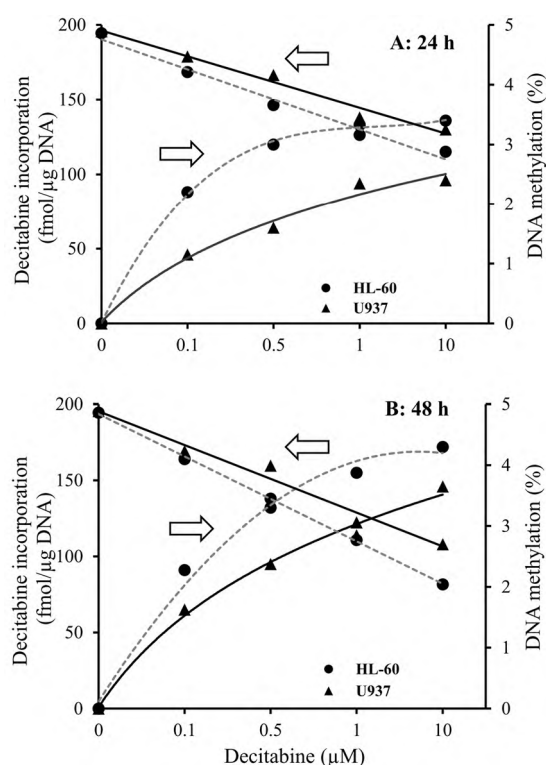 A: 24 h
Decitabine incorporation
(fmol/µg DNA)
200
150
100
50
0
DNA methylation (%)
5
4
3
2
1
0
HL-60
U937
0
0.1
0.5
1
10
B: 48 h
Decitabine incorporation
(fmol/µg DNA)
200
150
100
50
0
DNA methylation (%)
5
4
3
2
1
0
HL-60
U937
0
0.1
0.5
1
10
Decitabine (µM)